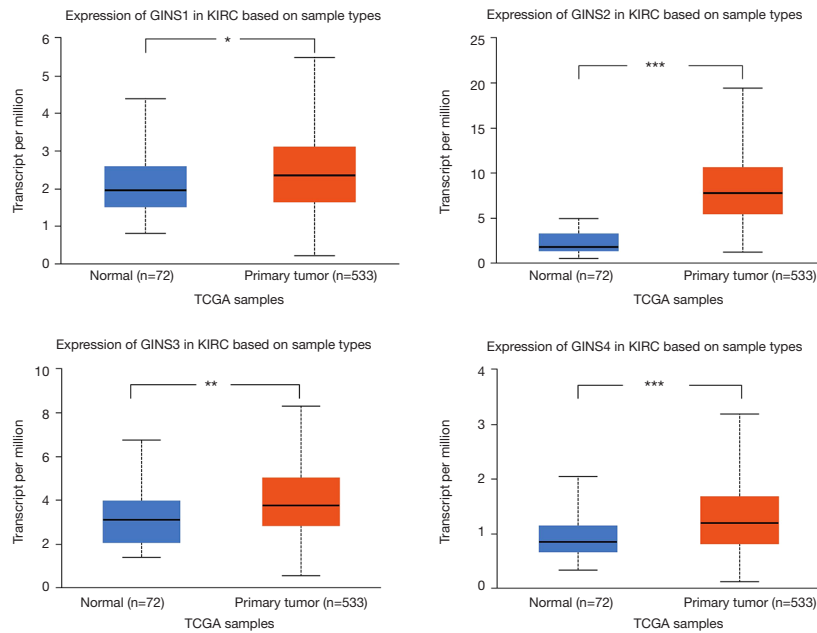 Expression of GINS1 in KIRC based on sample types
6
5
4
3
2
1
0
Transcript per million
*
Normal (n=72)
Primary tumor (n=533)
TCGA samples
Expression of GINS2 in KIRC based on sample types
25
20
15
10
5
0
Transcript per million
***
Normal (n=72)
Primary tumor (n=533)
TCGA samples
Expression of GINS3 in KIRC based on sample types
10
8
6
4
2
0
Transcript per million
**
Normal (n=72)
Primary tumor (n=533)
TCGA samples
Expression of GINS4 in KIRC based on sample types
4
3
2
1
0
Transcript per million
***
Normal (n=72)
Primary tumor (n=533)
TCGA samples